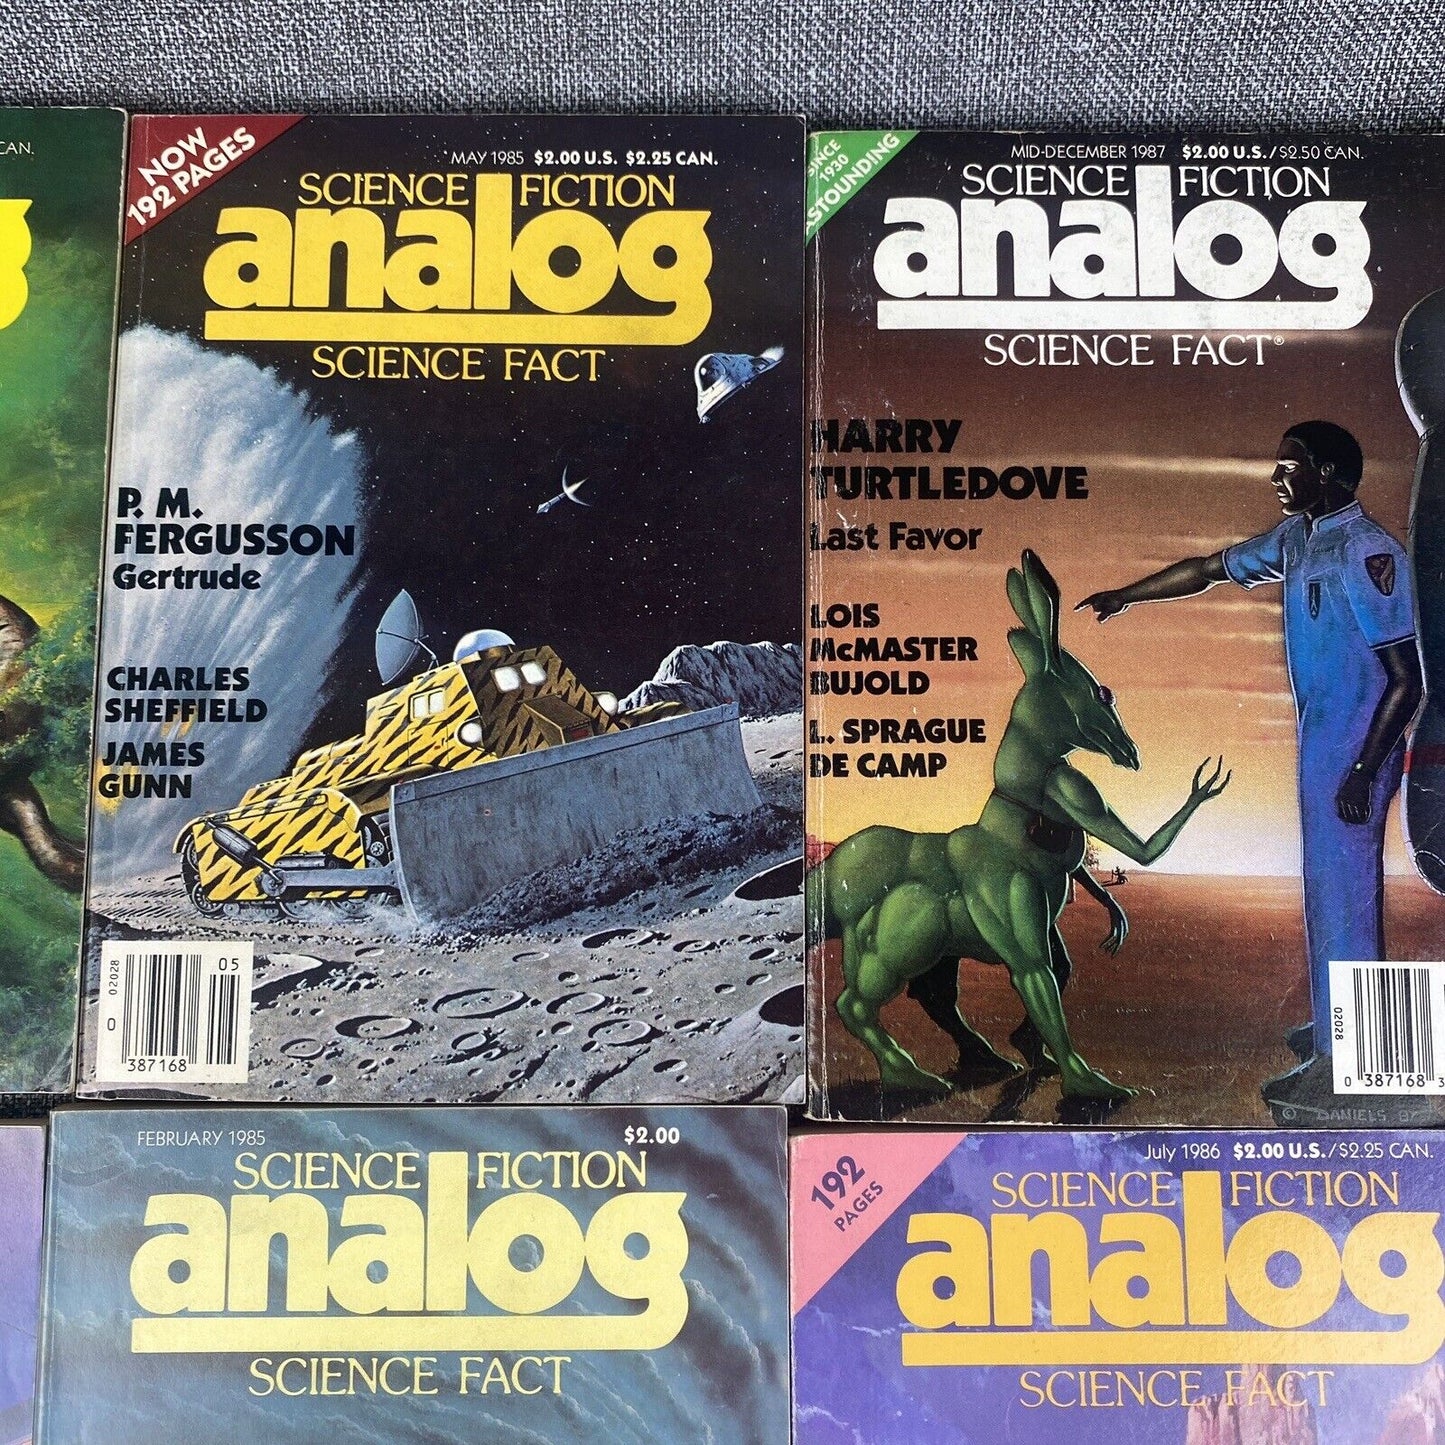 CAN.
NOW
192 PAGES
MAY 1985 $2.00 U.S. $2.25 CAN.
SCIENCE FICTION
analog
SCIENCE FACT
P. M.
FERGUSSON
Gertrude
CHARLES
SHEFFIELD
JAMES
GUNN
02028
05
0
387168
SINCE
1930
ASTOUNDING
MID-DECEMBER 1987 $2.00 U.S./$2.50 CAN.
SCIENCE FICTION
analog
SCIENCE FACT®
HARRY
TURTLEDOVE
Last Favor
LOIS
McMASTER
BUJOLD
L. SPRAGUE
DE CAMP
02028
0 387168
© DANIELS 87
FEBRUARY 1985 $2.00
SCIENCE FICTION
analog
SCIENCE FACT
192
PAGES
July 1986 $2.00 U.S./$2.25 CAN.
SCIENCE FICTION
analog
SCIENCE FACT